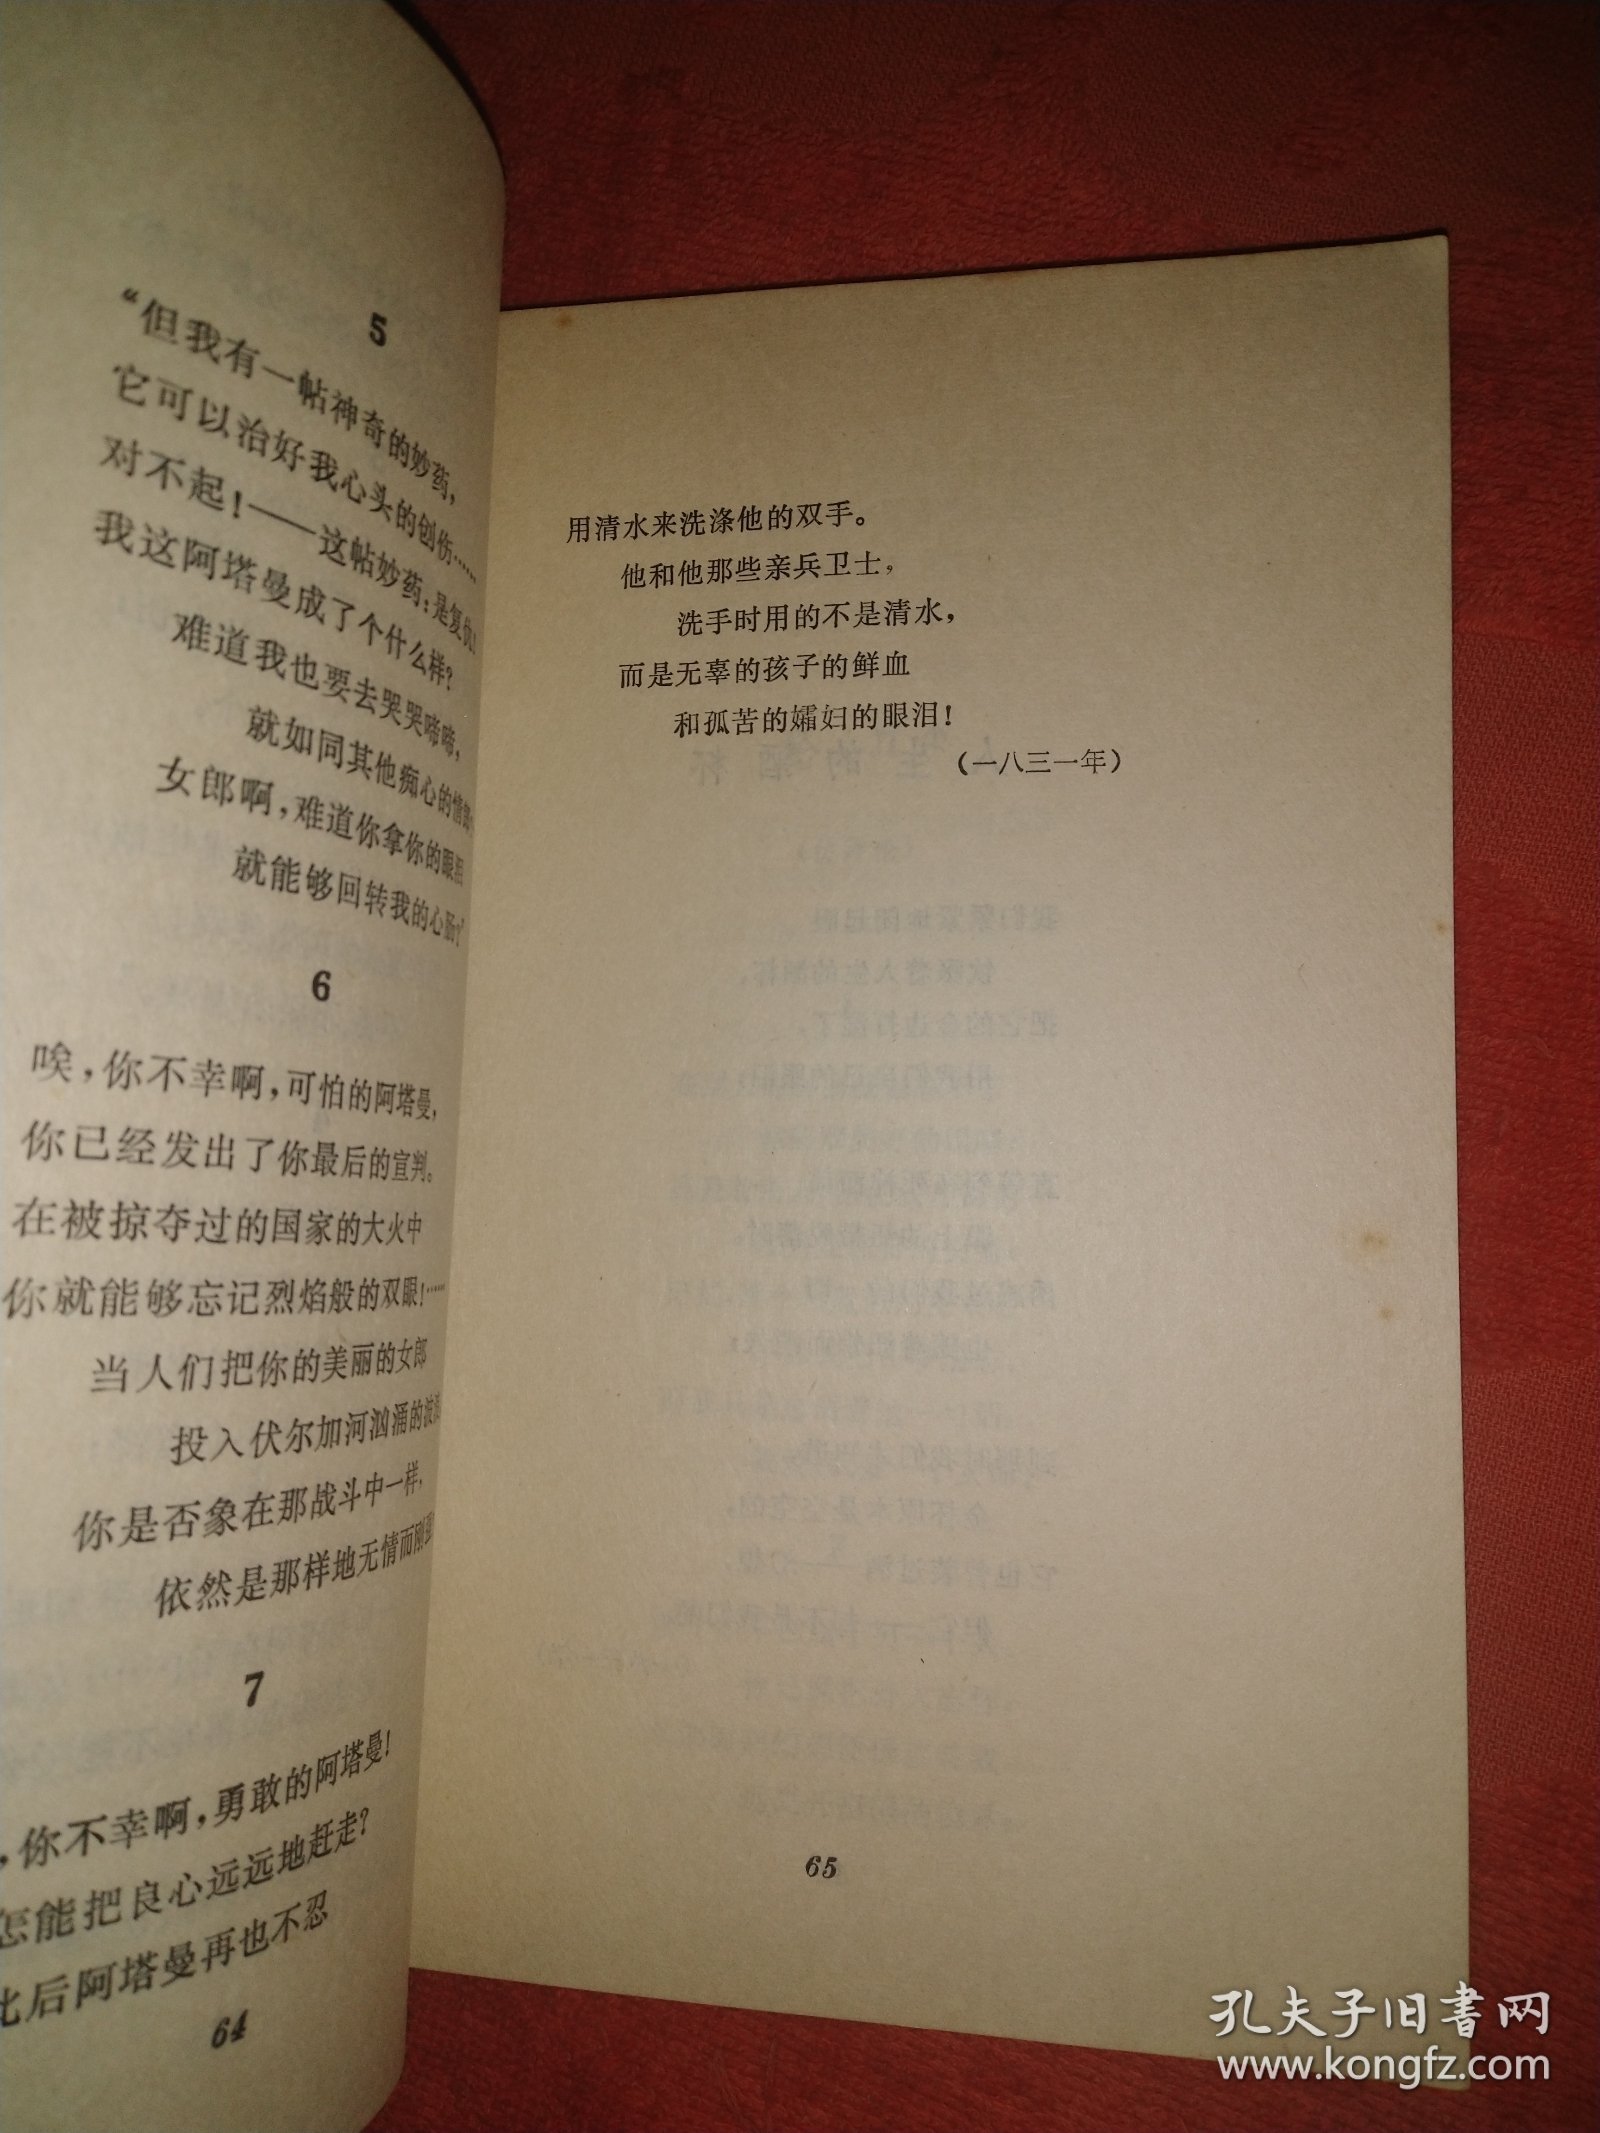 5
“但我有一帖神奇的妙药，
它可以治好我心头的创伤……
对不起！——这帖妙药：是复仇！
我这阿塔曼成了个什么样？
难道我也要去哭哭啼啼，
就如同其他痴心的情郎
女郎啊，难道你拿你的眼泪
就能够回转我的心肠？”
6
唉，你不幸啊，可怕的阿塔曼，
你已经发出了你最后的宣判。
在被掠夺过的国家的大火中
你就能够忘记烈焰般的双眼！……
当人们把你的美丽的女郎
投入伏尔加河汹涌的波
你是否象在那战斗中一样，
依然是那样地无情而刚
7
，你不幸啊，勇敢的阿塔曼！
怎能把良心远远地赶走？
此后阿塔曼再也不忍
64
用清水来洗涤他的双手。
他和他那些亲兵卫士，
洗手时用的不是清水，
而是无辜的孩子的鲜血
和孤苦的孀妇的眼泪！
（一八三一年）
65
孔夫子旧书网
www.kongfz.com